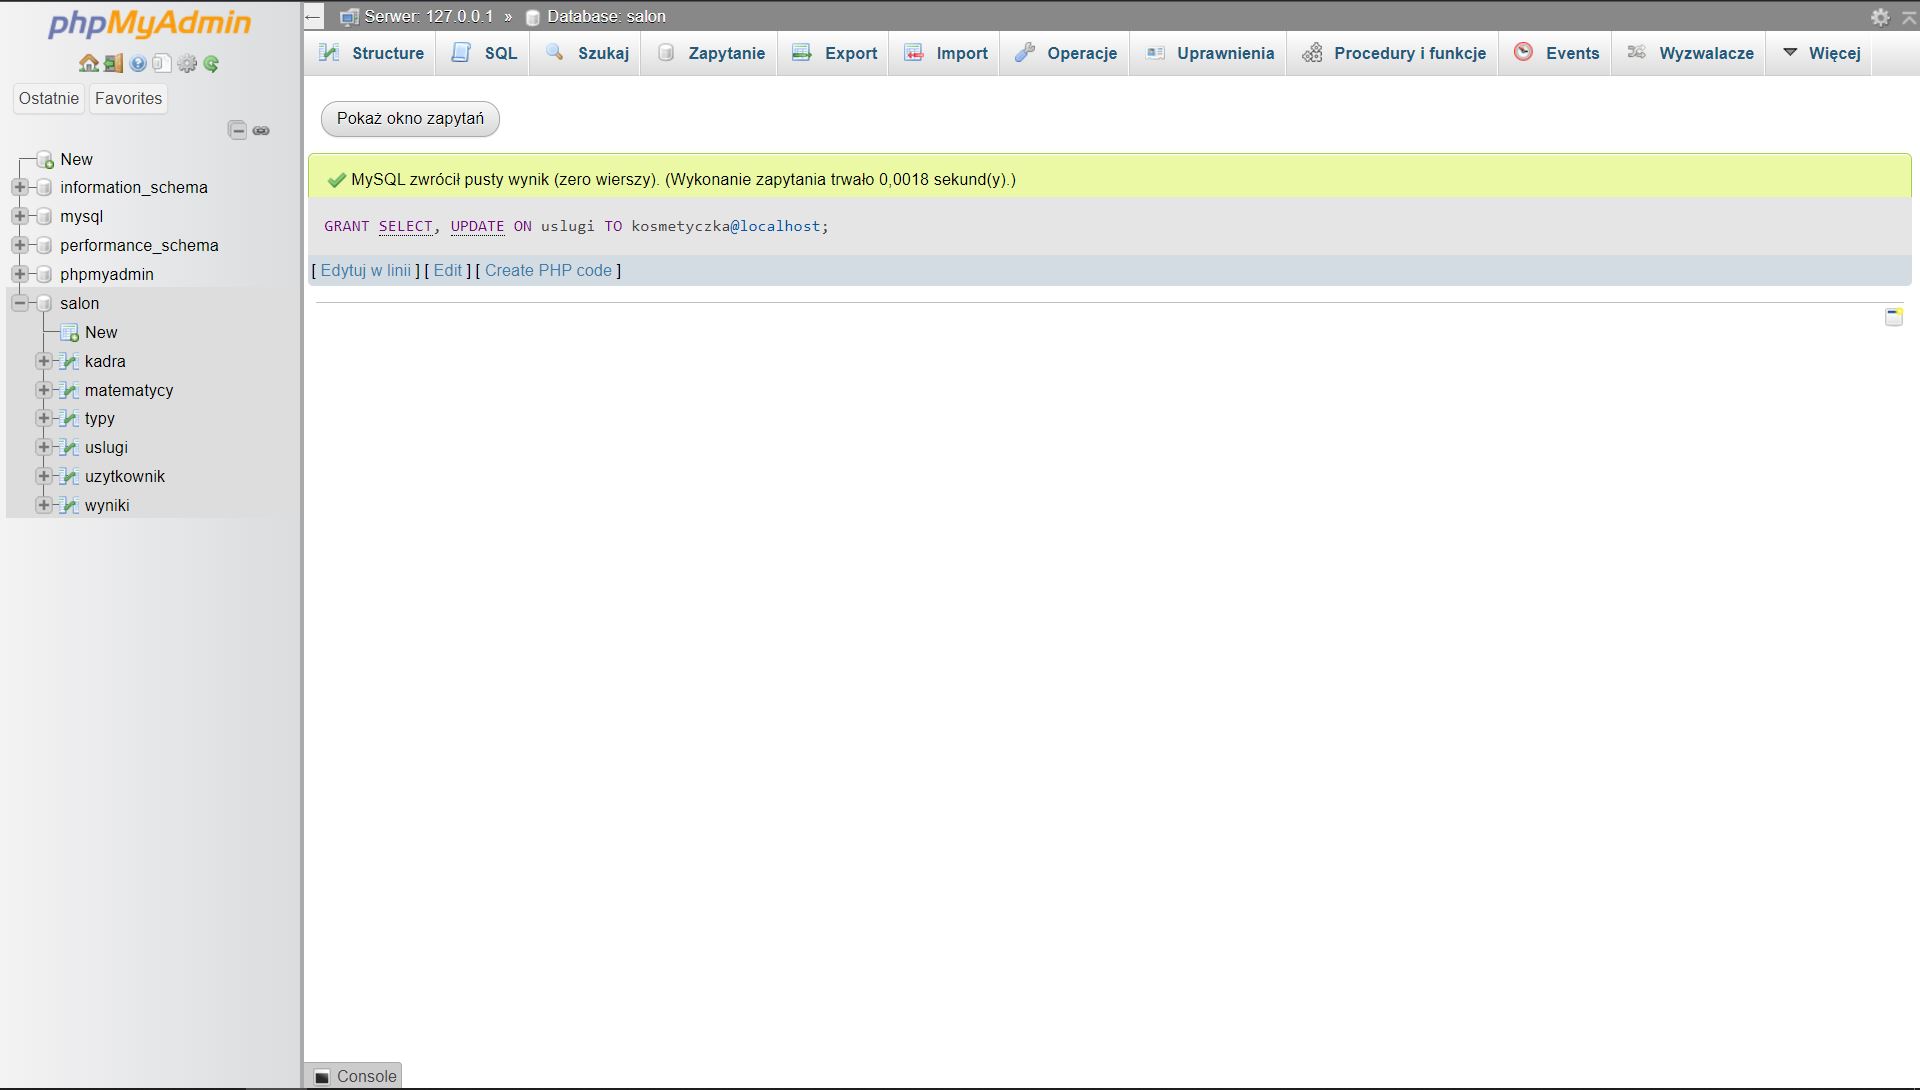 phpMyAdmin
Ostatnie Favorites
New
information_schema
mysql
performance_schema
phpmyadmin
salon
New
kadra
matematycy
typy
uslugi
uzytkownik
wyniki
Serwer: 127.0.0.1 » Database: salon
Structure SQL Szukaj Zapytanie Export Import Operacje Uprawnienia Procedury i funkcje Events Wyzwalacze Więcej
Pokaż okno zapytań
MySQL zwrócił pusty wynik (zero wierszy). (Wykonanie zapytania trwało 0,0018 sekund(y).)
GRANT SELECT, UPDATE ON uslugi TO kosmetyczka@localhost;
[ Edytuj w linii ] [ Edit ] [ Create PHP code ]
Console